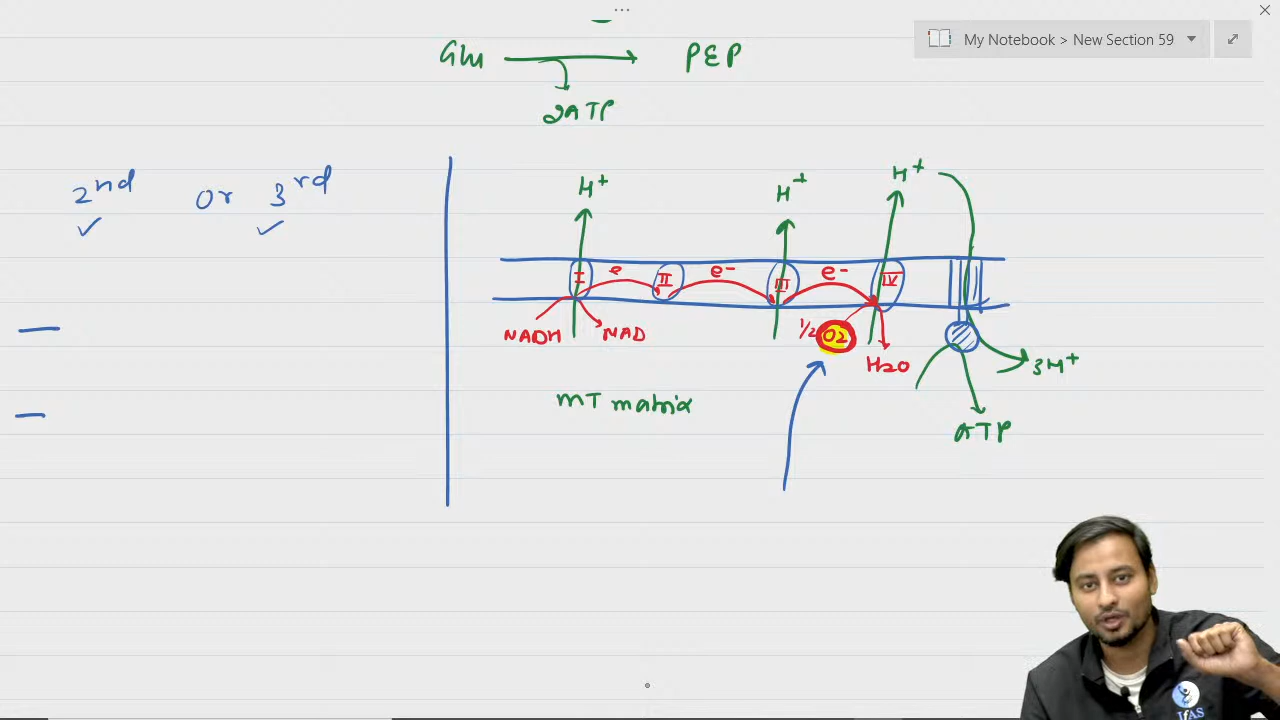 My Notebook > New Section 59
Glu → PEP
2ATP
2nd or 3rd
H+ H+ H+
I e II e- III e- IV
NADH NAD 1/2 O2 H2O 3H+
mT matrix
ATP
IFAS